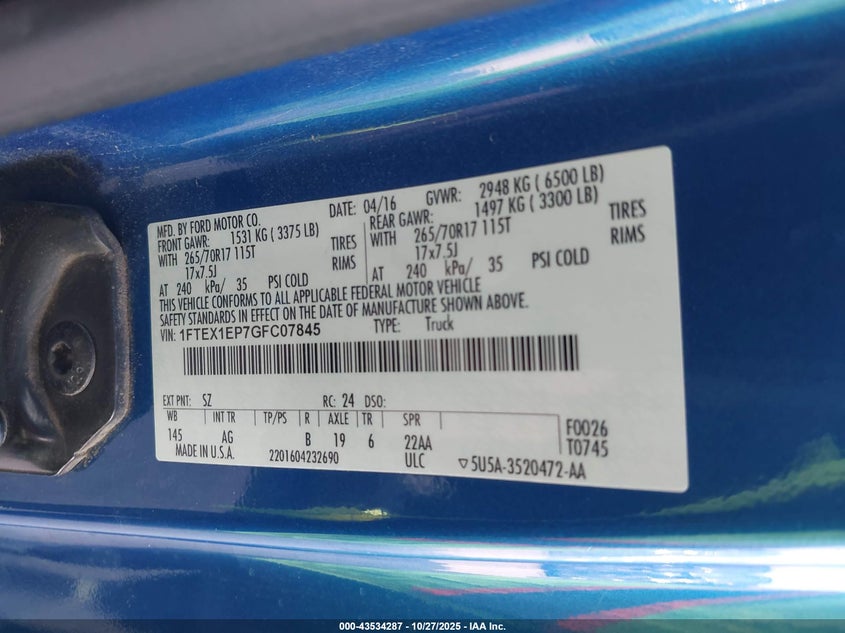 MFD. BY FORD MOTOR CO.
DATE: 04/16 GVWR: 2948 KG ( 6500 LB)
FRONT GAWR: 1531 KG ( 3375 LB) REAR GAWR: 1497 KG ( 3300 LB)
WITH 265/70R17 115T TIRES WITH 265/70R17 115T TIRES
17x7.5J RIMS 17x7.5J RIMS
AT 240 kPa/ 35 PSI COLD AT 240 kPa/ 35 PSI COLD
THIS VEHICLE CONFORMS TO ALL APPLICABLE FEDERAL MOTOR VEHICLE
SAFETY STANDARDS IN EFFECT ON THE DATE OF MANUFACTURE SHOWN ABOVE.
VIN: 1FTEX1EP7GFC07845 TYPE: Truck
EXT PNT: SZ RC: 24 DSO:
WB INT TR TP/PS R AXLE TR SPR F0026
145 AG B 19 6 22AA T0745
MADE IN U.S.A. 2201604232690 ULC ▽5U5A-3520472-AA
000-43534287 - 10/27/2025 - IAA Inc.